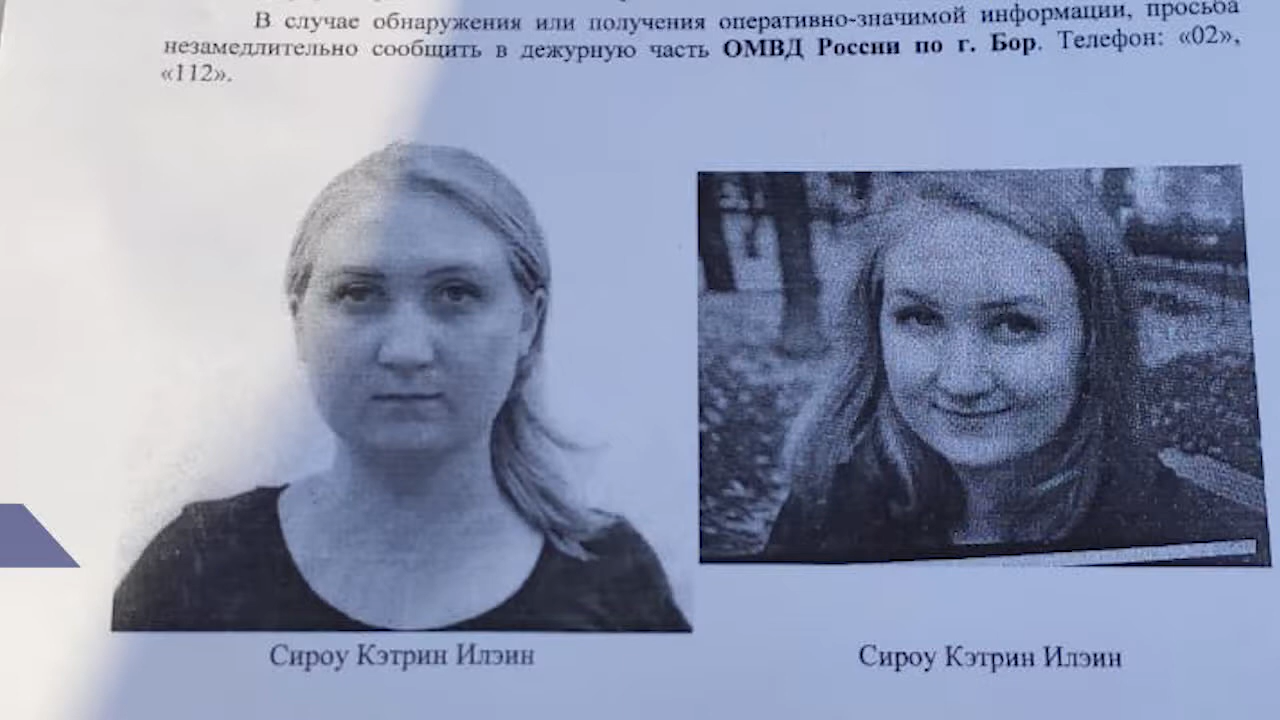 В случае обнаружения или получения оперативно-значимой информации, просьба
незамедлительно сообщить в дежурную часть ОМВД России по г. Бор. Телефон: «02»,
«112».
Сироу Кэтрин Илэин
Сироу Кэтрин Илэин